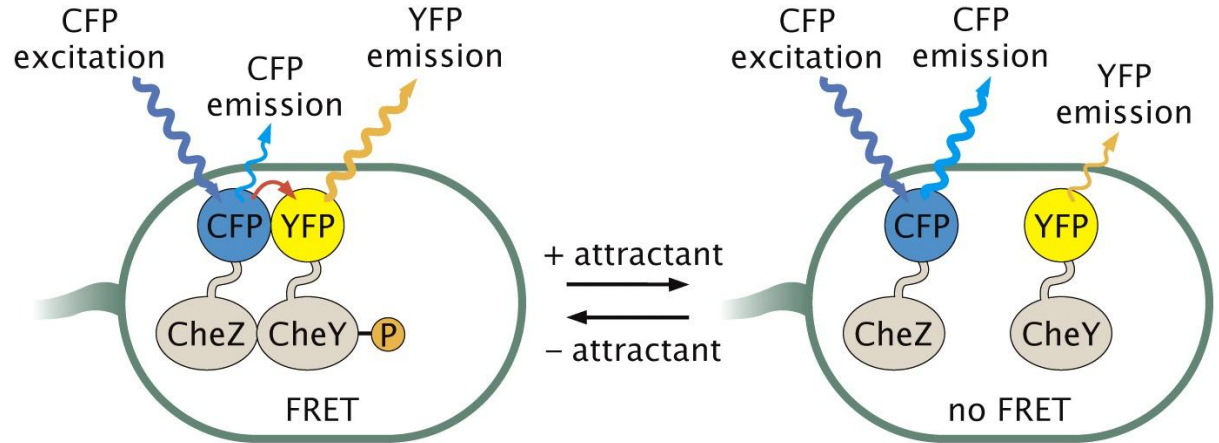 CFP
excitation
CFP
emission
YFP
emission
CFP
YFP
CheZ
CheY
P
FRET
+ attractant
– attractant
CFP
excitation
CFP
emission
YFP
emission
CFP
YFP
CheZ
CheY
no FRET